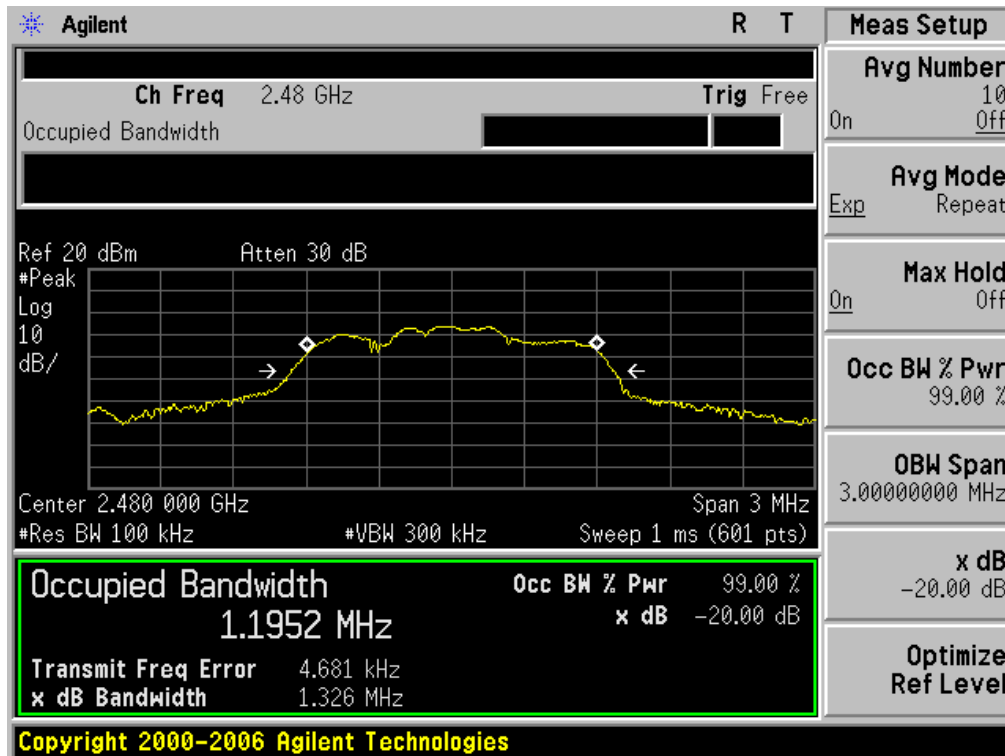 Agilent R T
Ch Freq 2.48 GHz Trig Free
Occupied Bandwidth
Ref 20 dBm Atten 30 dB
#Peak
Log
10
dB/
Center 2.480 000 GHz Span 3 MHz
#Res BW 100 kHz #VBW 300 kHz Sweep 1 ms (601 pts)
Occupied Bandwidth Occ BW % Pwr 99.00 %
1.1952 MHz x dB -20.00 dB
Transmit Freq Error 4.681 kHz
x dB Bandwidth 1.326 MHz
Copyright 2000-2006 Agilent Technologies
Meas Setup
Avg Number
10
On Off
Avg Mode
Exp Repeat
Max Hold
On Off
Occ BW % Pwr
99.00 %
OBW Span
3.00000000 MHz
x dB
-20.00 dB
Optimize
Ref Level